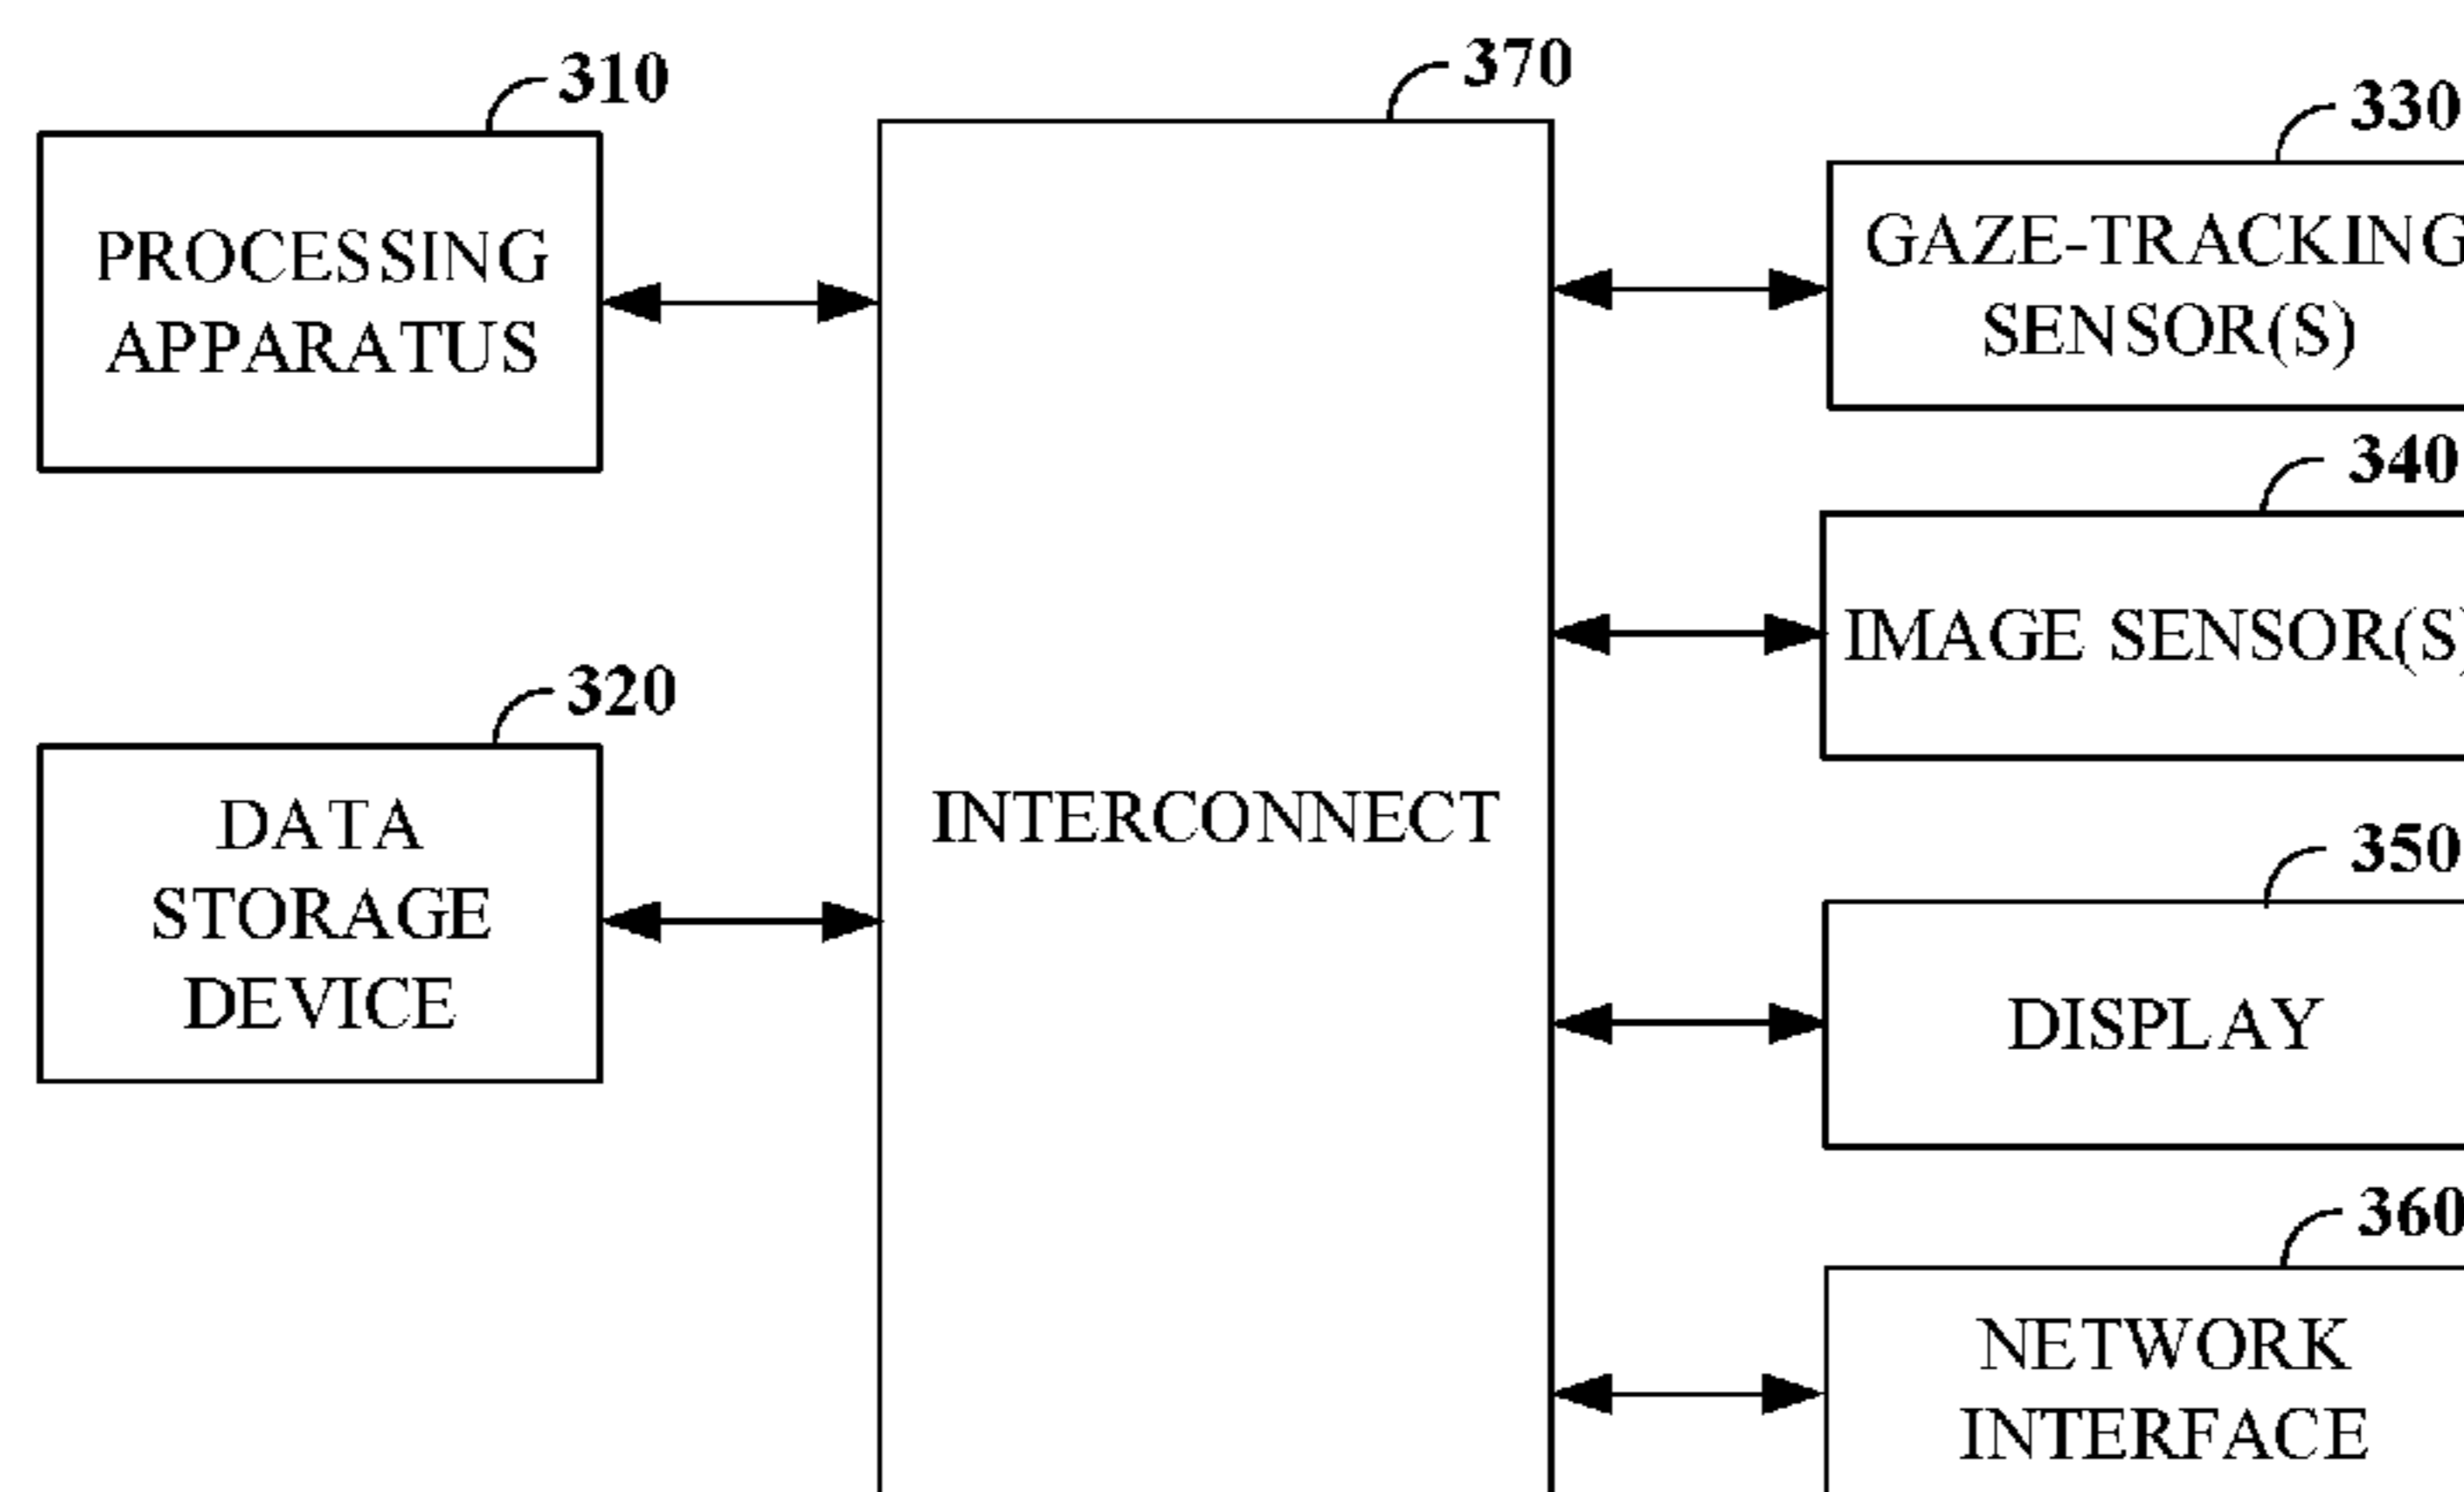 310
PROCESSING
APPARATUS
320
DATA
STORAGE
DEVICE
370
INTERCONNECT
330
GAZE-TRACKING
SENSOR(S)
340
IMAGE SENSOR(S)
350
DISPLAY
360
NETWORK
INTERFACE